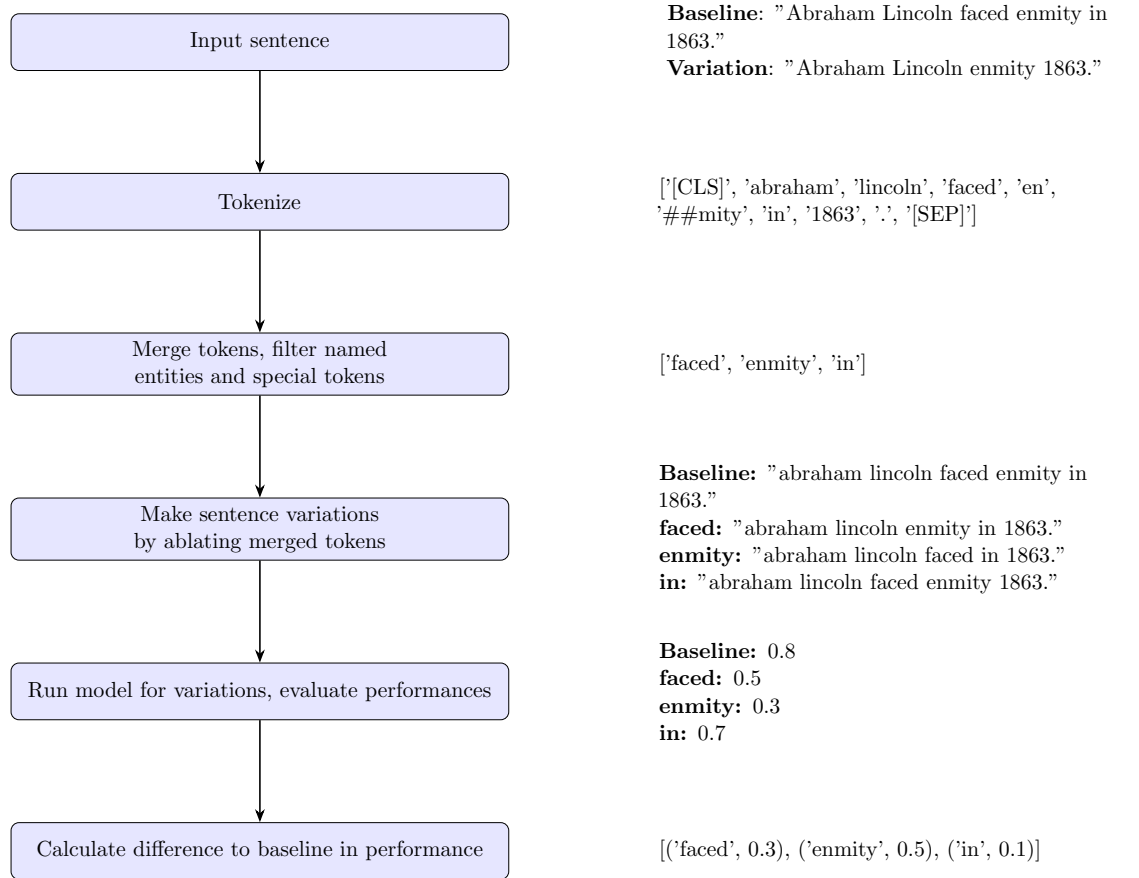 Input sentence
Baseline: ”Abraham Lincoln faced enmity in
1863.”
Variation: ”Abraham Lincoln enmity 1863.”
Tokenize
[’[CLS]’, ’abraham’, ’lincoln’, ’faced’, ’en’,
’##mity’, ’in’, ’1863’, ’.’, ’[SEP]’]
Merge tokens, filter named
entities and special tokens
[’faced’, ’enmity’, ’in’]
Make sentence variations
by ablating merged tokens
Baseline: ”abraham lincoln faced enmity in
1863.”
faced: ”abraham lincoln enmity in 1863.”
enmity: ”abraham lincoln faced in 1863.”
in: ”abraham lincoln faced enmity 1863.”
Run model for variations, evaluate performances
Baseline: 0.8
faced: 0.5
enmity: 0.3
in: 0.7
Calculate difference to baseline in performance
[(’faced’, 0.3), (’enmity’, 0.5), (’in’, 0.1)]